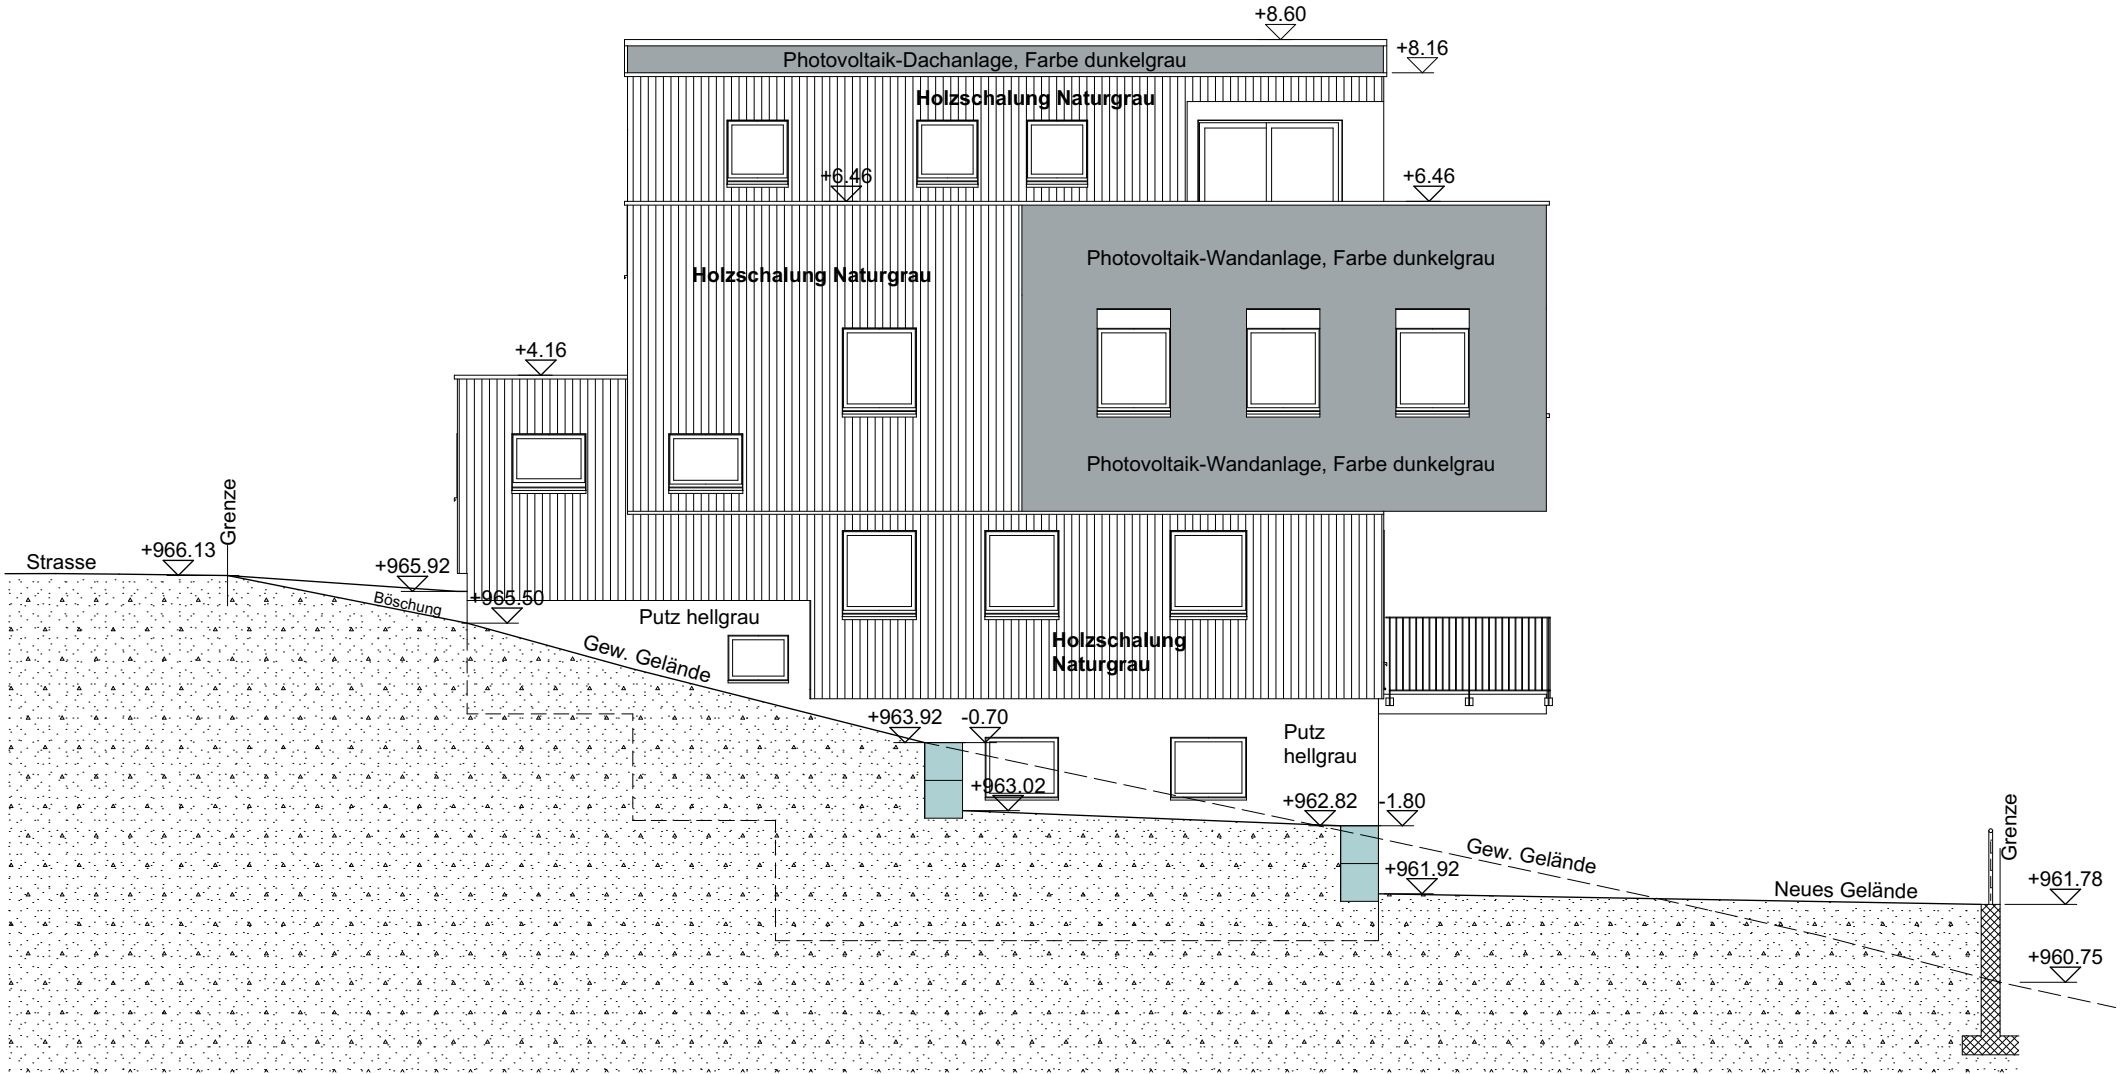 +8.60
+8.16
Photovoltaik-Dachanlage, Farbe dunkelgrau
Holzschalung Naturgrau
+6.46
+6.46
Photovoltaik-Wandanlage, Farbe dunkelgrau
Holzschalung Naturgrau
+4.16
Photovoltaik-Wandanlage, Farbe dunkelgrau
Grenze
Strasse
+966.13
+965.92
Böschung
+965.50
Putz hellgrau
Gew. Gelände
Holzschalung
Naturgrau
+963.92
-0.70
Putz
hellgrau
+963.02
+962.82
-1.80
Gew. Gelände
Grenze
+961.92
Neues Gelände
+961.78
+960.75